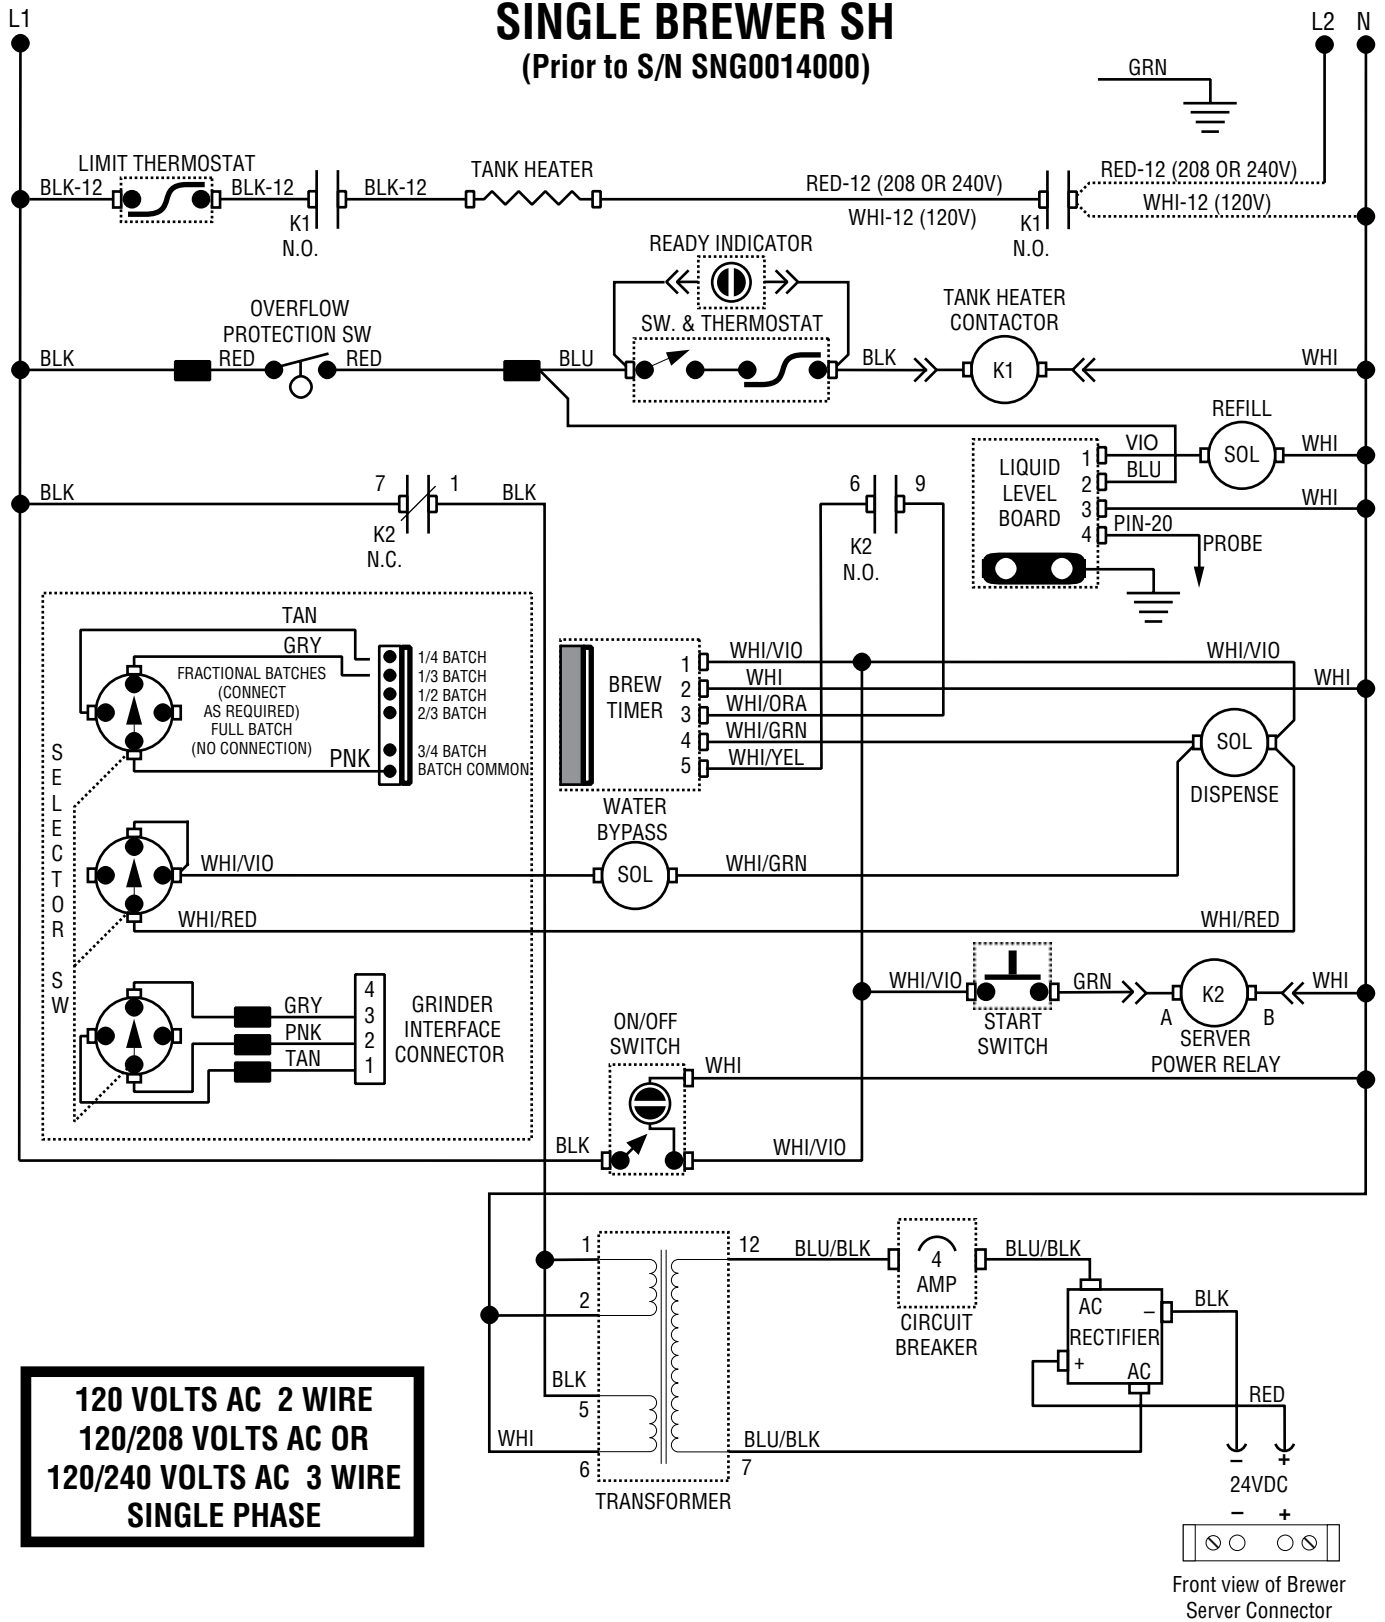 SINGLE BREWER SH
(Prior to S/N SNG0014000)
L1
L2 N
GRN
LIMIT THERMOSTAT
TANK HEATER
BLK-12
BLK-12
BLK-12
K1
N.O.
RED-12 (208 OR 240V)
WHI-12 (120V)
K1
N.O.
RED-12 (208 OR 240V)
WHI-12 (120V)
READY INDICATOR
OVERFLOW
PROTECTION SW
SW. & THERMOSTAT
TANK HEATER
CONTACTOR
BLK
RED
RED
BLU
BLK
K1
WHI
REFILL
LIQUID
LEVEL
BOARD
1
2
3
4
VIO
BLU
SOL
WHI
WHI
PIN-20
PROBE
BLK
7
1
K2
N.C.
BLK
6
9
K2
N.O.
SELECTOR SW
TAN
GRY
FRACTIONAL BATCHES
(CONNECT
AS REQUIRED)
FULL BATCH
(NO CONNECTION)
PNK
1/4 BATCH
1/3 BATCH
1/2 BATCH
2/3 BATCH
3/4 BATCH
BATCH COMMON
BREW
TIMER
1
2
3
4
5
WHI/VIO
WHI
WHI/ORA
WHI/GRN
WHI/YEL
WHI/VIO
WHI
SOL
DISPENSE
WATER
BYPASS
WHI/VIO
SOL
WHI/GRN
WHI/RED
WHI/RED
4
3
2
1
GRY
PNK
TAN
GRINDER
INTERFACE
CONNECTOR
WHI/VIO
START
SWITCH
GRN
K2
A
B
WHI
SERVER
POWER RELAY
ON/OFF
SWITCH
WHI
BLK
WHI/VIO
1
2
BLK
5
WHI
6
12
7
TRANSFORMER
BLU/BLK
4
AMP
CIRCUIT
BREAKER
BLU/BLK
BLU/BLK
AC
–
RECTIFIER
+
AC
BLK
RED
– +
24VDC
– +
Front view of Brewer
Server Connector
120 VOLTS AC 2 WIRE
120/208 VOLTS AC OR
120/240 VOLTS AC 3 WIRE
SINGLE PHASE